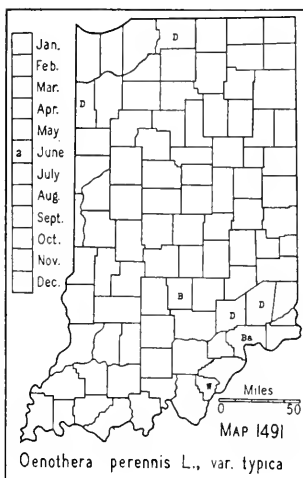 Jan.
Feb.
Mar.
Apr.
May
a June
July
Aug.
Sept.
Oct.
Nov.
Dec.
D
D
B
D
D
Ba
W
Miles
0 50
MAP 1491
Oenothera perennis L., var. typica